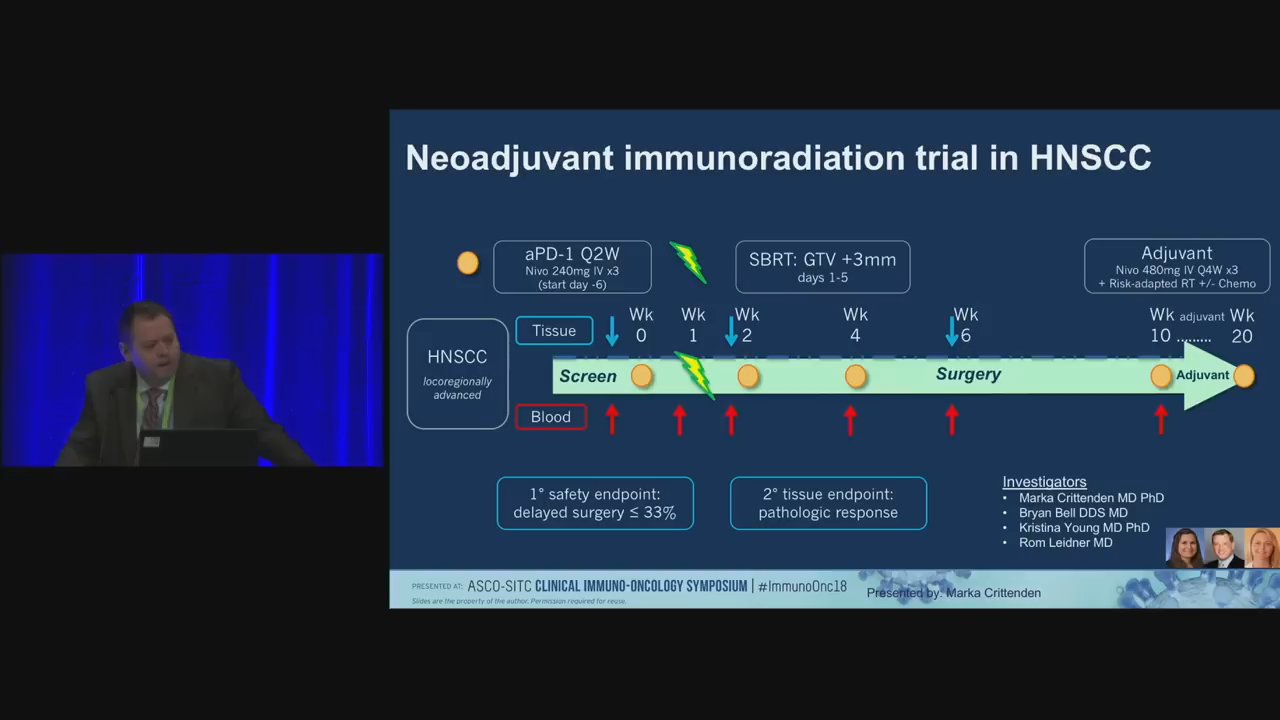 Neoadjuvant immunoradiation trial in HNSCC
aPD-1 Q2W
Nivo 240mg IV x3
(start day -6)
SBRT: GTV +3mm
days 1-5
Adjuvant
Nivo 480mg IV Q4W x3
+ Risk-adapted RT +/- Chemo
Tissue
Wk 0
Wk 1
Wk 2
Wk 4
Wk 6
Wk 10
adjuvant
.........
Wk 20
HNSCC
locoregionally
advanced
Screen
Surgery
Adjuvant
Blood
1° safety endpoint:
delayed surgery ≤ 33%
2° tissue endpoint:
pathologic response
Investigators
• Marka Crittenden MD PhD
• Bryan Bell DDS MD
• Kristina Young MD PhD
• Rom Leidner MD
PRESENTED AT: ASCO-SITC CLINICAL IMMUNO-ONCOLOGY SYMPOSIUM | #ImmunoOnc18
Presented by: Marka Crittenden
Slides are the property of the author. Permission required for reuse.